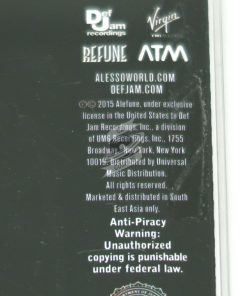 Def Jam recordings
Virgin EMI RECORDS
REFUNE ATM
ALESSOWORLD.COM
DEFJAM.COM
℗ © 2015 Alefune, under exclusive
license in the United States to Def
Jam Recordings, Inc., a division
of UMG Recordings, Inc., 1755
Broadway, New York, New York
10019. Distributed by Universal
Music Distribution.
All rights reserved.
Marketed & distributed in South
East Asia only.
Anti-Piracy
Warning:
Unauthorized
copying is punishable
under federal law.